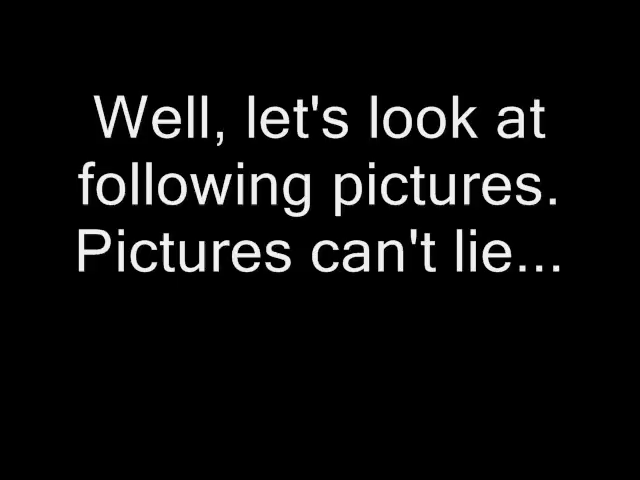 Well, let's look at
following pictures.
Pictures can't lie...